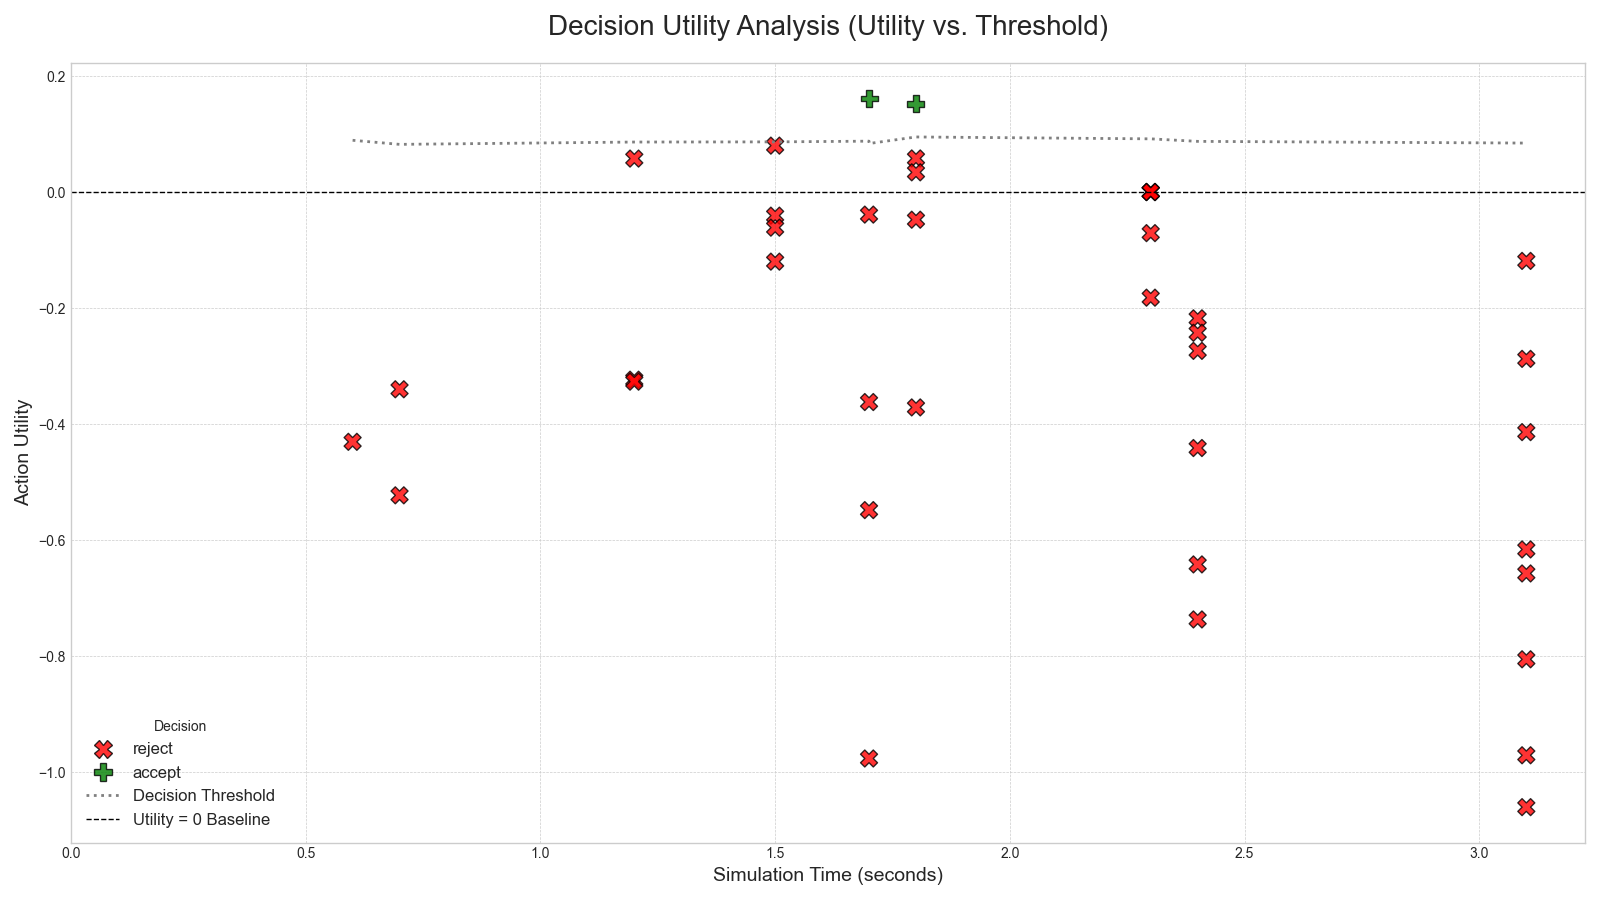 Decision Utility Analysis (Utility vs. Threshold)
0.2
0.0
−0.2
−0.4
−0.6
−0.8
−1.0
Action Utility
Decision
reject
accept
Decision Threshold
Utility = 0 Baseline
0.0 0.5 1.0 1.5 2.0 2.5 3.0
Simulation Time (seconds)